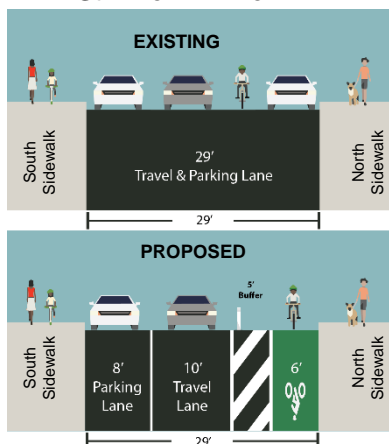 EXISTING
South
Sidewalk
29'
Travel & Parking Lane
North
Sidewalk
29'
PROPOSED
5'
Buffer
South
Sidewalk
8'
Parking
Lane
10'
Travel
Lane
6'
North
Sidewalk
29'